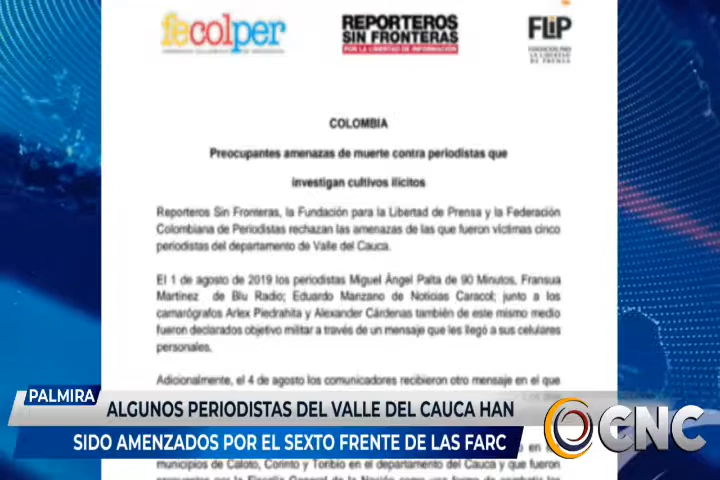 fecolper
REPORTEROS
SIN FRONTERAS
POR LA LIBERTAD DE INFORMACIÓN
FLiP
FUNDACIÓN PARA
LA LIBERTAD
DE PRENSA
COLOMBIA
Preocupantes amenazas de muerte contra periodistas que
investigan cultivos ilícitos
Reporteros Sin Fronteras, la Fundación para la Libertad de Prensa y la Federación
Colombiana de Periodistas rechazan las amenazas de las que fueron víctimas cinco
periodistas del departamento de Valle del Cauca.
El 1 de agosto de 2019 los periodistas Miguel Ángel Palta de 90 Minutos, Fransua
Martínez de Blu Radio; Eduardo Manzano de Noticias Caracol; junto a los
camarógrafos Arlex Piedrahita y Alexander Cárdenas también de este mismo medio
fueron declarados objetivo militar a través de un mensaje que les llegó a sus celulares
personales.
Adicionalmente, el 4 de agosto los comunicadores recibieron otro mensaje en el que
PALMIRA
ALGUNOS PERIODISTAS DEL VALLE DEL CAUCA HAN
SIDO AMENZADOS POR EL SEXTO FRENTE DE LAS FARC
CNC
municipios de Caloto, Corinto y Toribío en el departamento del Cauca y que fueron